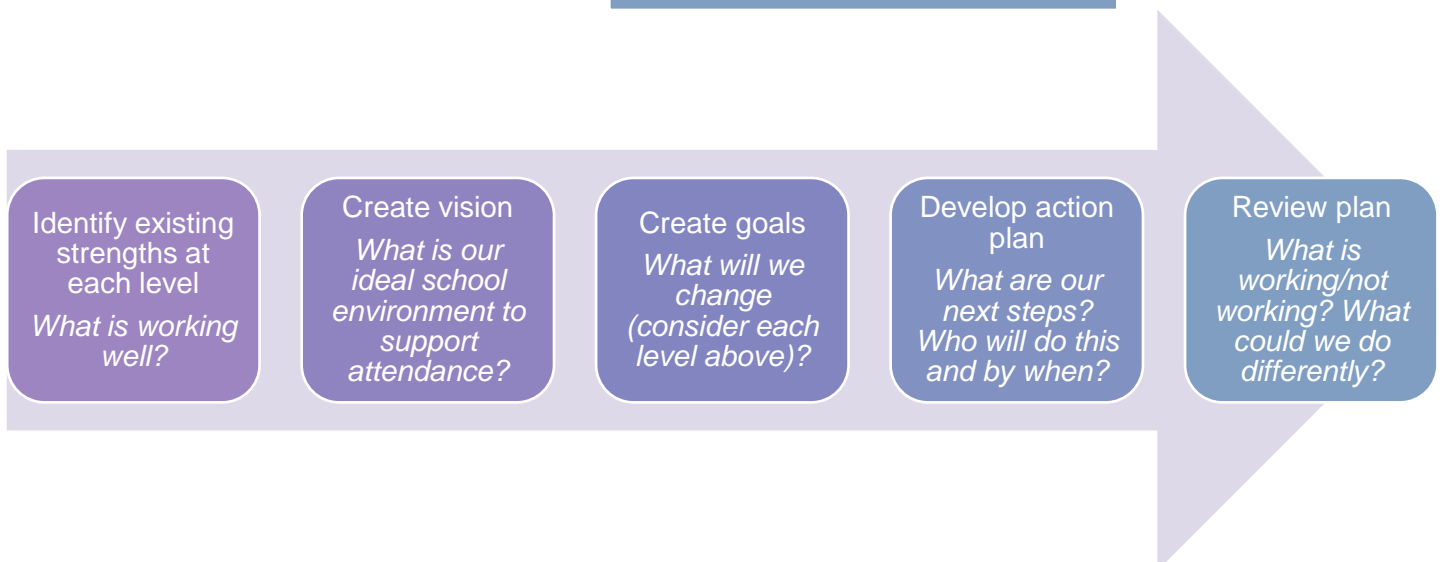 Identify existing
strengths at
each level
What is working
well?
Create vision
What is our
ideal school
environment to
support
attendance?
Create goals
What will we
change
(consider each
level above)?
Develop action
plan
What are our
next steps?
Who will do this
and by when?
Review plan
What is
working/not
working? What
could we do
differently?